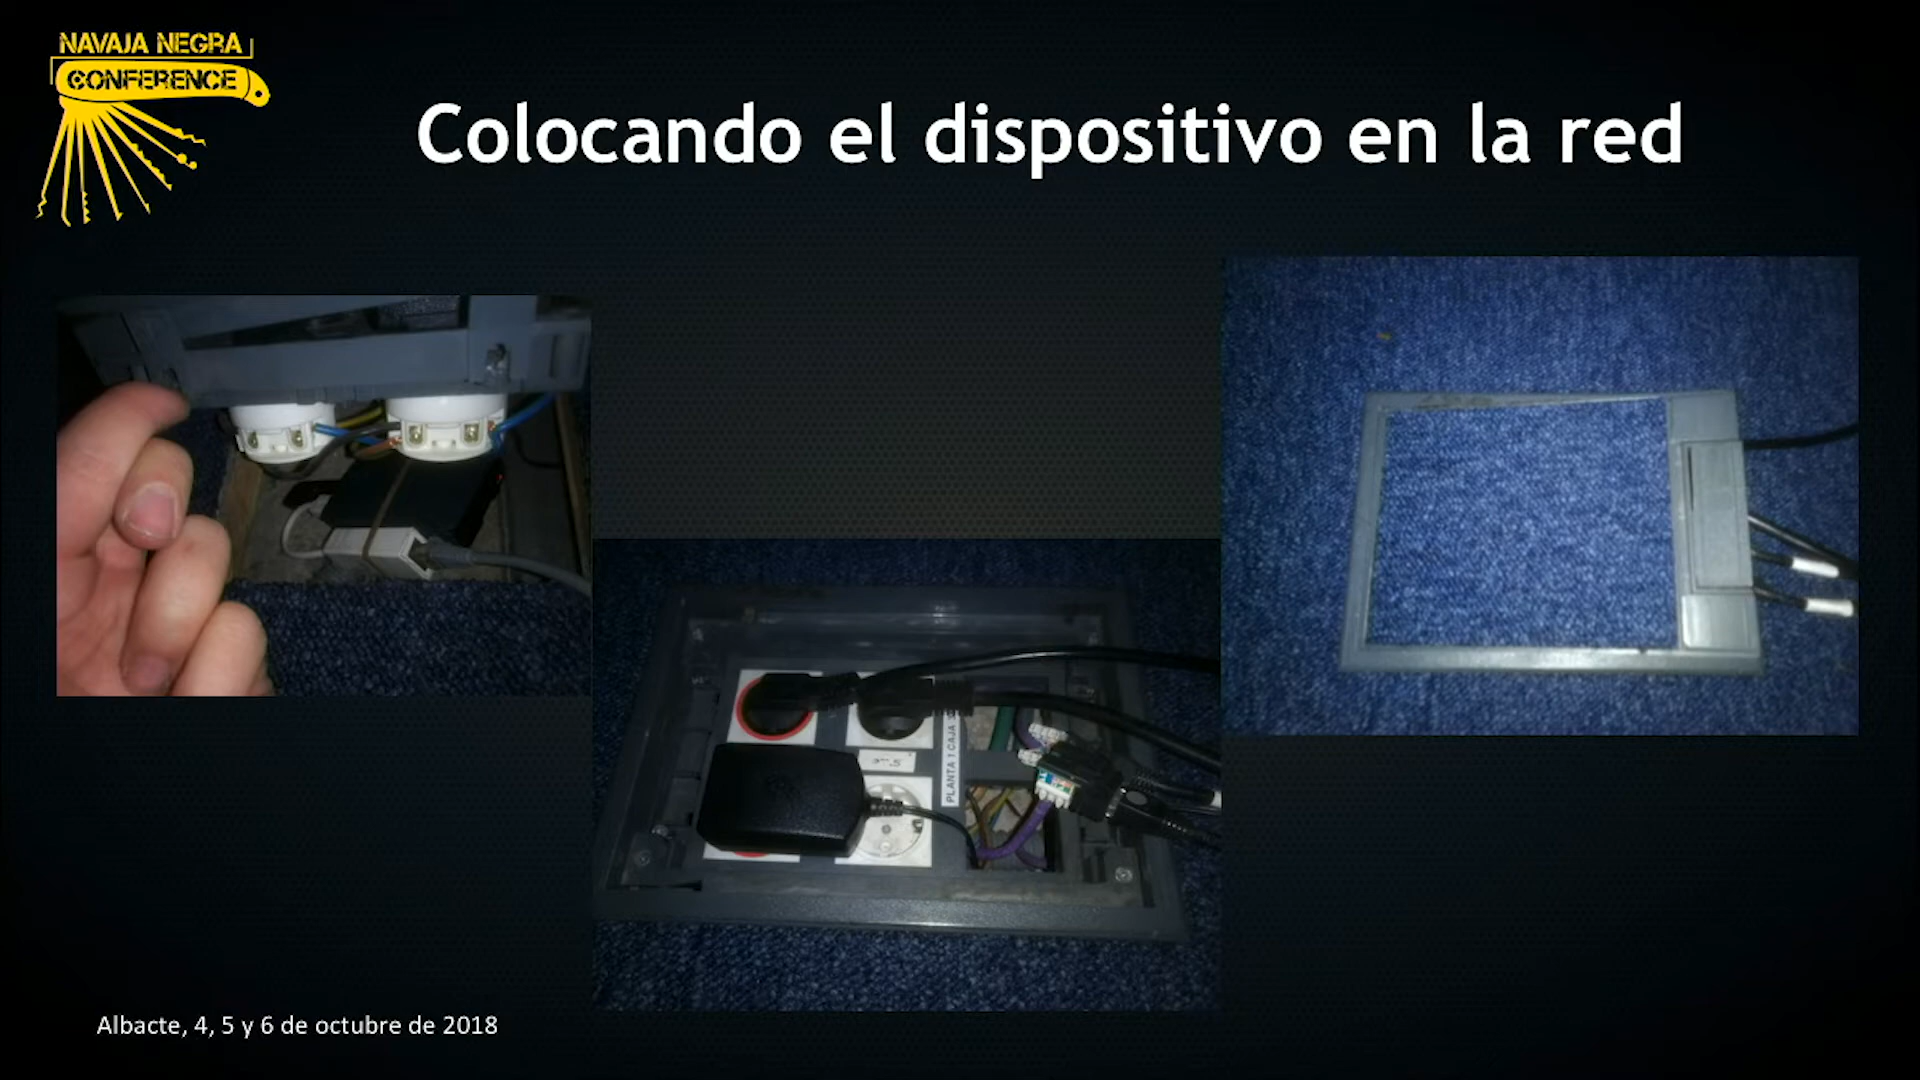 NAVAJA NEGRA
CONFERENCE
Colocando el dispositivo en la red
PLANTA 1 CAJA
Albacte, 4, 5 y 6 de octubre de 2018